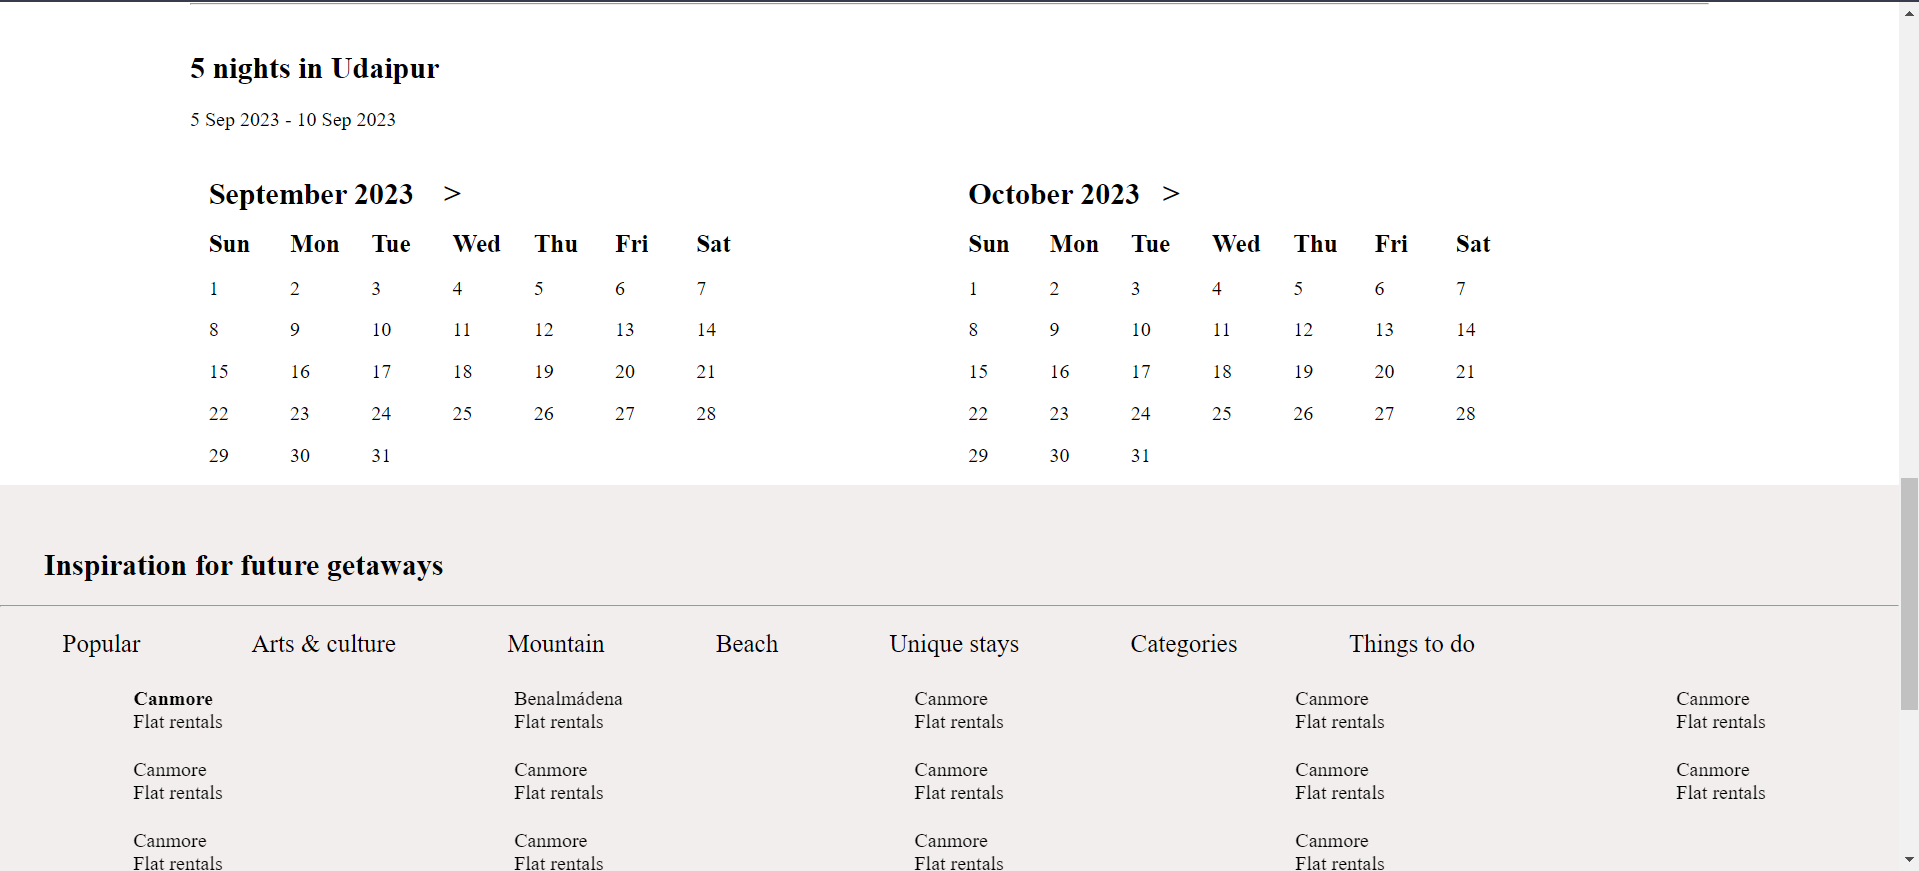 5 nights in Udaipur
5 Sep 2023 - 10 Sep 2023
September 2023 >
Sun Mon Tue Wed Thu Fri Sat
1 2 3 4 5 6 7
8 9 10 11 12 13 14
15 16 17 18 19 20 21
22 23 24 25 26 27 28
29 30 31
October 2023 >
Sun Mon Tue Wed Thu Fri Sat
1 2 3 4 5 6 7
8 9 10 11 12 13 14
15 16 17 18 19 20 21
22 23 24 25 26 27 28
29 30 31
Inspiration for future getaways
Popular Arts & culture Mountain Beach Unique stays Categories Things to do
Canmore Benalmádena Canmore Canmore Canmore
Flat rentals Flat rentals Flat rentals Flat rentals Flat rentals
Canmore Canmore Canmore Canmore Canmore
Flat rentals Flat rentals Flat rentals Flat rentals Flat rentals
Canmore Canmore Canmore Canmore
Flat rentals Flat rentals Flat rentals Flat rentals